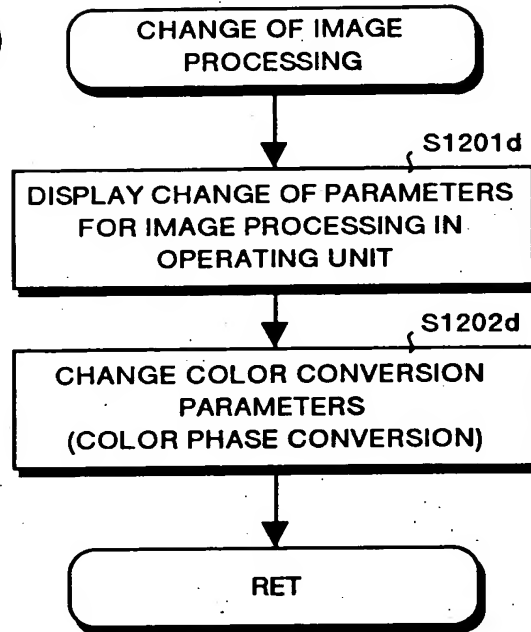 )
CHANGE OF IMAGE
PROCESSING
S1201d
DISPLAY CHANGE OF PARAMETERS
FOR IMAGE PROCESSING IN
OPERATING UNIT
S1202d
CHANGE COLOR CONVERSION
PARAMETERS
(COLOR PHASE CONVERSION)
RET